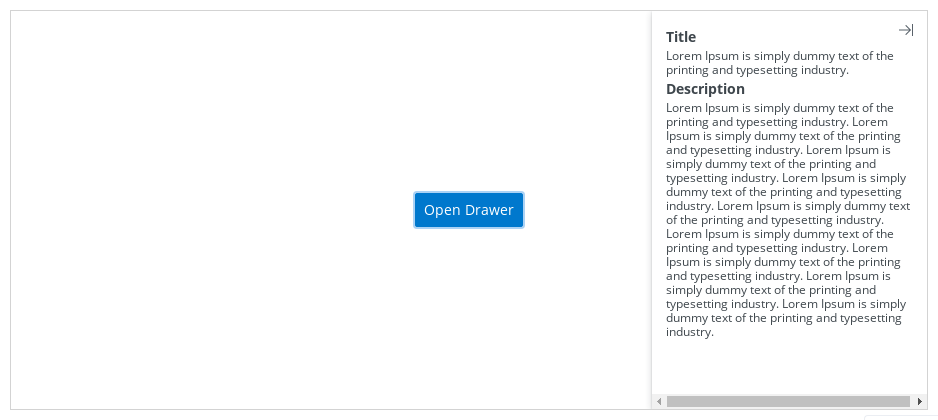 Title
Lorem Ipsum is simply dummy text of the
printing and typesetting industry.
Description
Lorem Ipsum is simply dummy text of the
printing and typesetting industry. Lorem
Ipsum is simply dummy text of the printing
and typesetting industry. Lorem Ipsum is
simply dummy text of the printing and
typesetting industry. Lorem Ipsum is simply
dummy text of the printing and typesetting
industry. Lorem Ipsum is simply dummy text
of the printing and typesetting industry.
Lorem Ipsum is simply dummy text of the
printing and typesetting industry. Lorem
Ipsum is simply dummy text of the printing
and typesetting industry. Lorem Ipsum is
simply dummy text of the printing and
typesetting industry. Lorem Ipsum is simply
dummy text of the printing and typesetting
industry.
Open Drawer